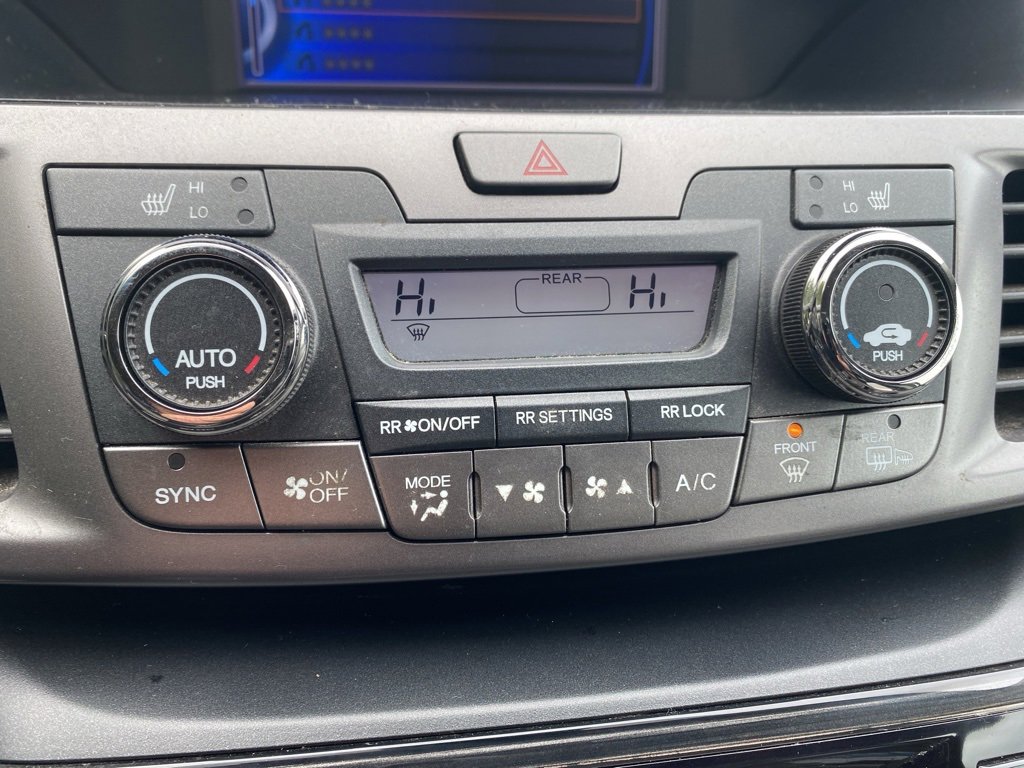 HI
LO
HI
LO
AUTO
PUSH
Hi
REAR
Hi
PUSH
RR ON/OFF
RR SETTINGS
RR LOCK
SYNC
ON/
OFF
MODE
A/C
FRONT
REAR